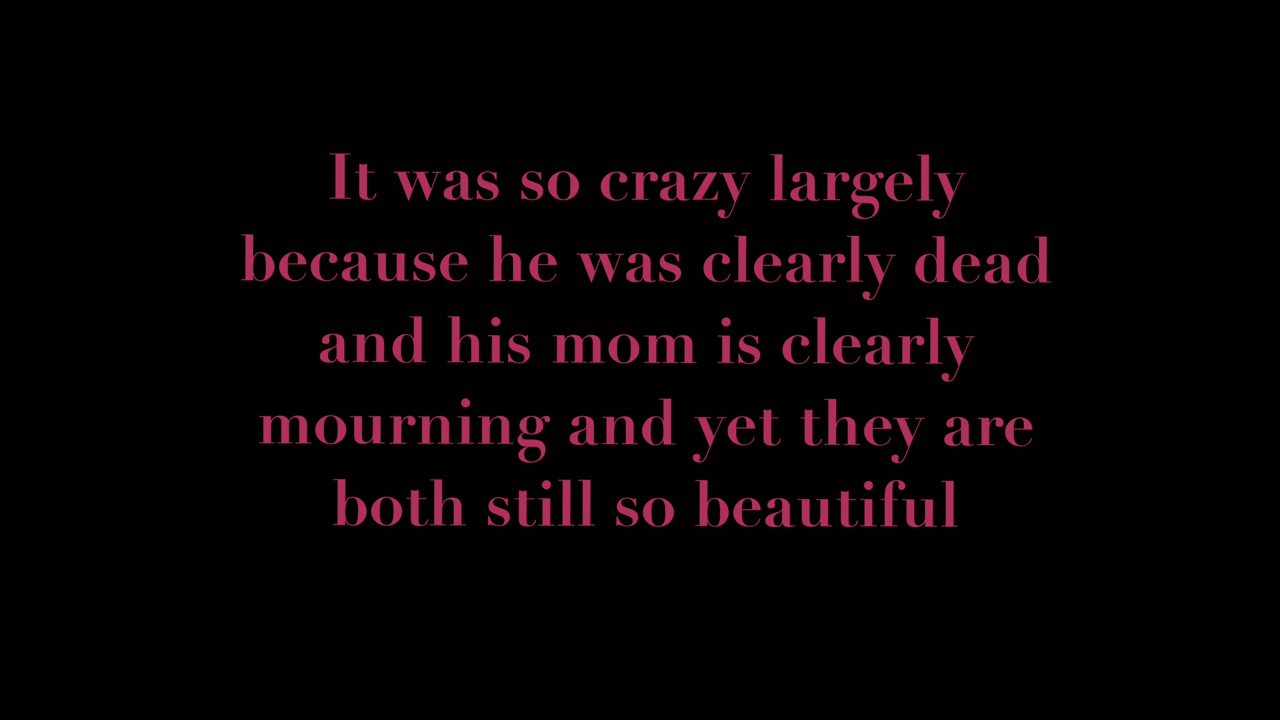 It was so crazy largely
because he was clearly dead
and his mom is clearly
mourning and yet they are
both still so beautiful